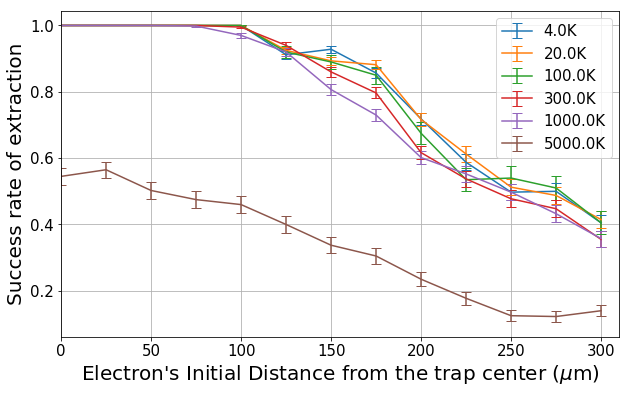 1.0
0.8
0.6
0.4
0.2
0
50
100
150
200
250
300
Success rate of extraction
Electron's Initial Distance from the trap center (μm)
4.0K
20.0K
100.0K
300.0K
1000.0K
5000.0K